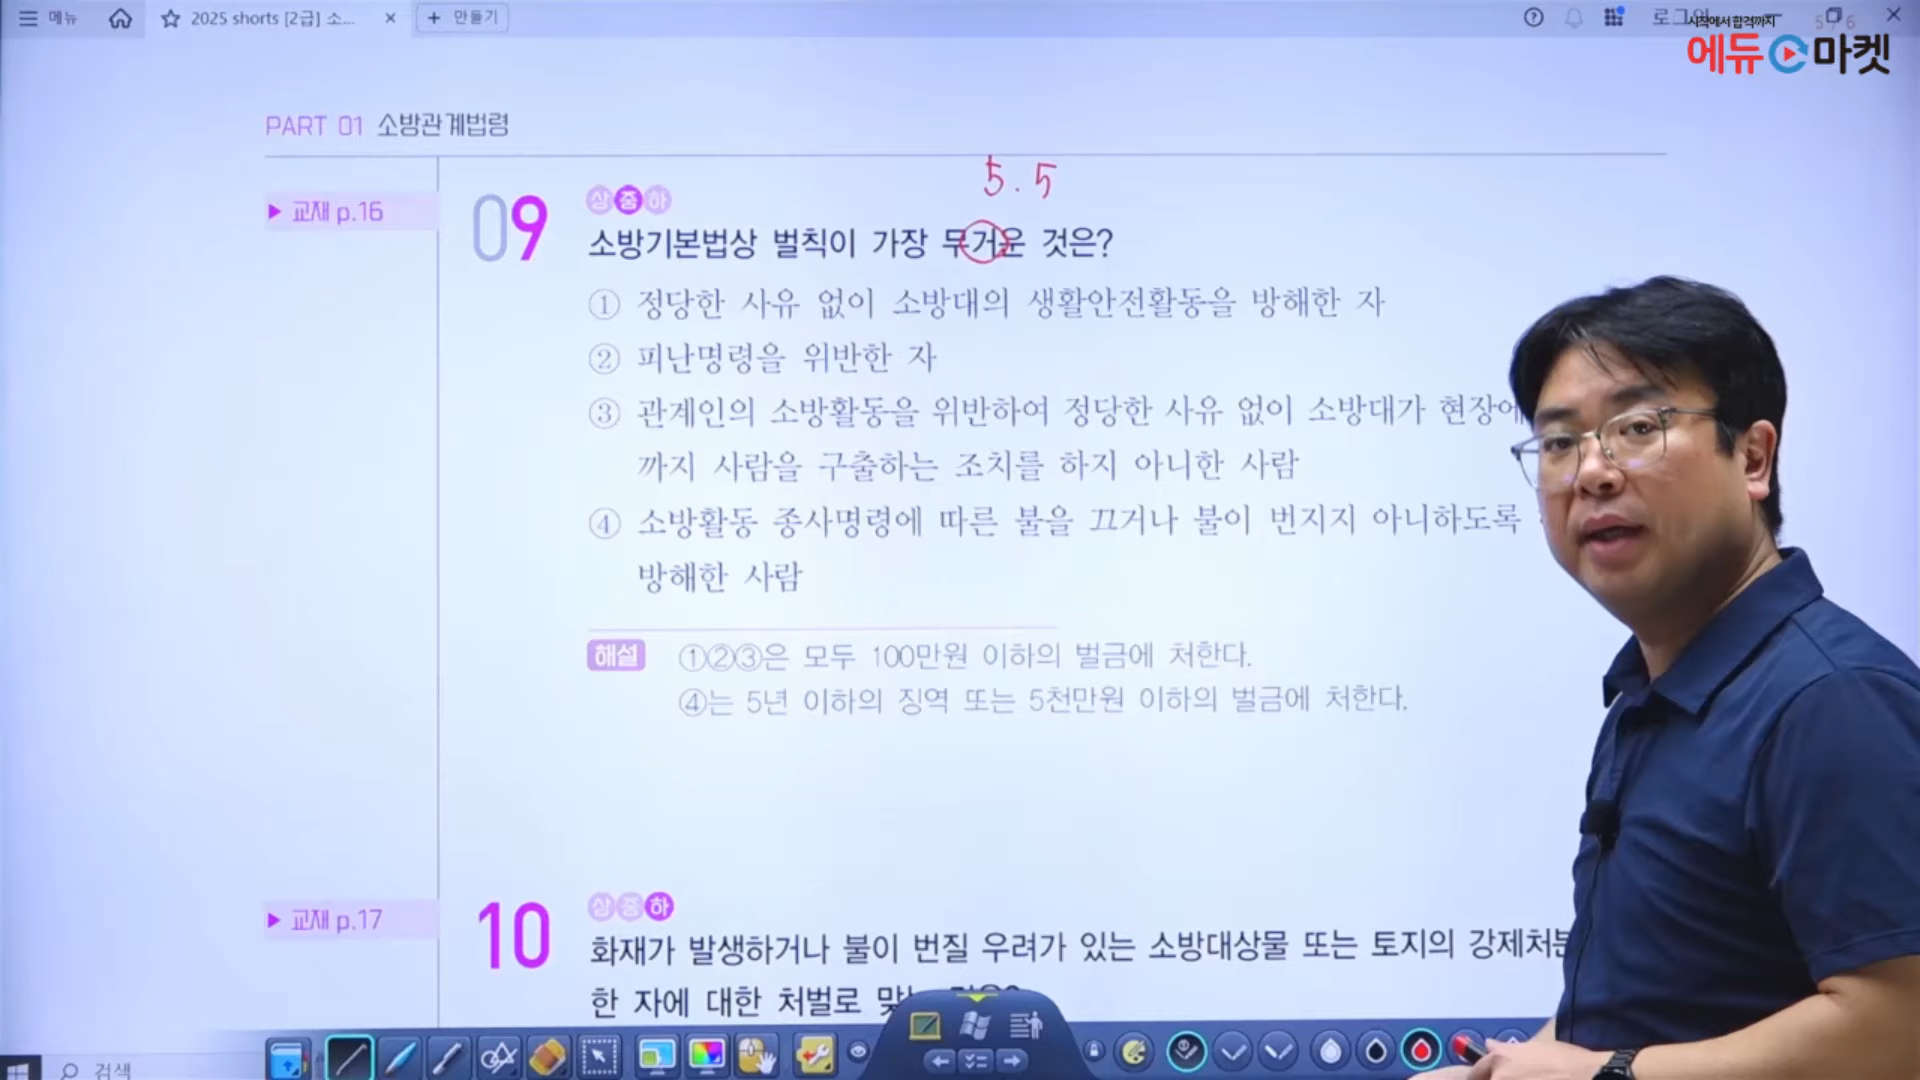 메뉴
2025 shorts [2급] 소...
만들기
시작에서 합격까지
에듀 마켓
PART 01 소방관계법령
5.5
교재 p.16
09
상 중 하
소방기본법상 벌칙이 가장 무거운 것은?
① 정당한 사유 없이 소방대의 생활안전활동을 방해한 자
② 피난명령을 위반한 자
③ 관계인의 소방활동을 위반하여 정당한 사유 없이 소방대가 현장에
까지 사람을 구출하는 조치를 하지 아니한 사람
④ 소방활동 종사명령에 따른 불을 끄거나 불이 번지지 아니하도록
방해한 사람
해설 ①②③은 모두 100만원 이하의 벌금에 처한다.
④는 5년 이하의 징역 또는 5천만원 이하의 벌금에 처한다.
교재 p.17
10
상 중 하
화재가 발생하거나 불이 번질 우려가 있는 소방대상물 또는 토지의 강제처분
한 자에 대한 처벌로
검색